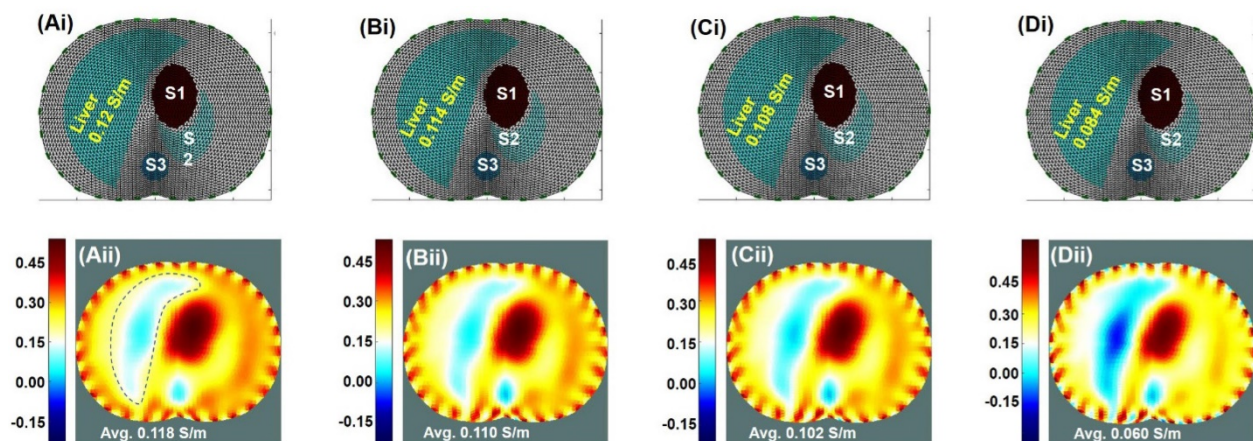 (Ai)
Liver
0.12 S/m
S1
S
2
S3
(Bi)
Liver
0.114 S/m
S1
S2
S3
(Ci)
Liver
0.108 S/m
S1
S2
S3
(Di)
Liver
0.084 S/m
S1
S2
S3
(Aii)
0.45
0.30
0.15
0.00
-0.15
Avg. 0.118 S/m
(Bii)
0.45
0.30
0.15
0.00
-0.15
Avg. 0.110 S/m
(Cii)
0.45
0.30
0.15
0.00
-0.15
Avg. 0.102 S/m
(Dii)
0.45
0.30
0.15
0.00
-0.15
Avg. 0.060 S/m